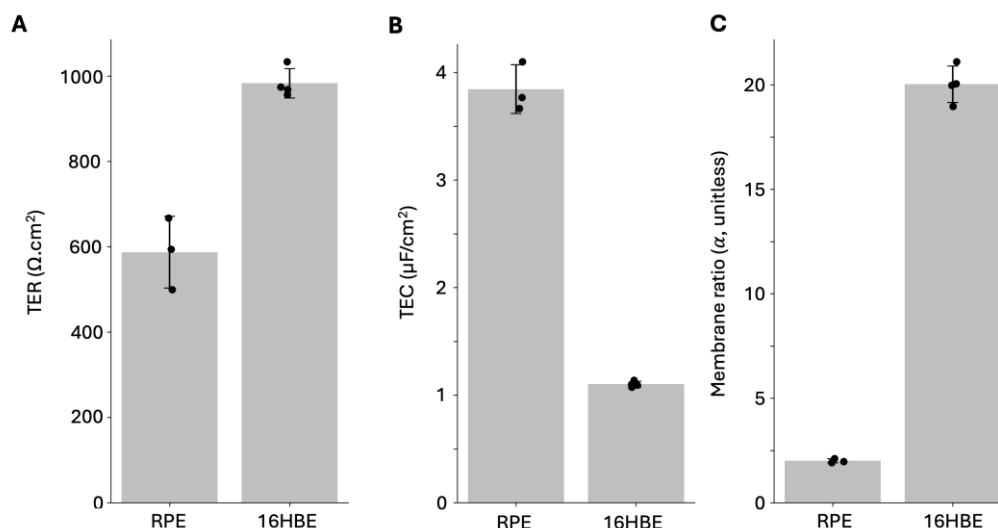 A
TER (Ω.cm²)
1000
800
600
400
200
0
RPE 16HBE
B
TEC (µF/cm²)
4
3
2
1
0
RPE 16HBE
C
Membrane ratio (α, unitless)
20
15
10
5
0
RPE 16HBE